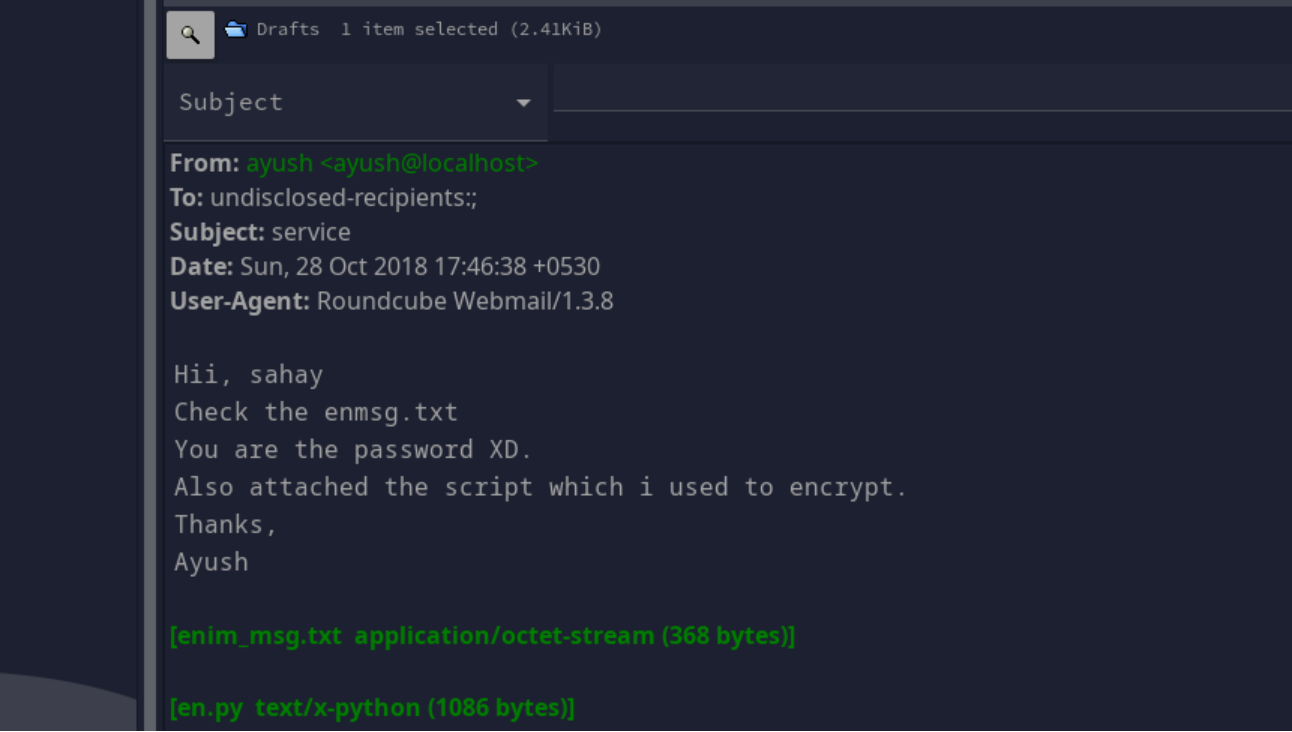 Drafts 1 item selected (2.41KiB)
Subject
From: ayush <ayush@localhost>
To: undisclosed-recipients:;
Subject: service
Date: Sun, 28 Oct 2018 17:46:38 +0530
User-Agent: Roundcube Webmail/1.3.8
Hii, sahay
Check the enmsg.txt
You are the password XD.
Also attached the script which i used to encrypt.
Thanks,
Ayush
[enim_msg.txt application/octet-stream (368 bytes)]
[en.py text/x-python (1086 bytes)]